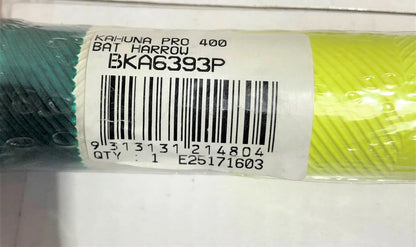 KAHUNA PRO 400
BAT HARROW
BKA6393P
9 313131 214804
QTY : 1 E25171603